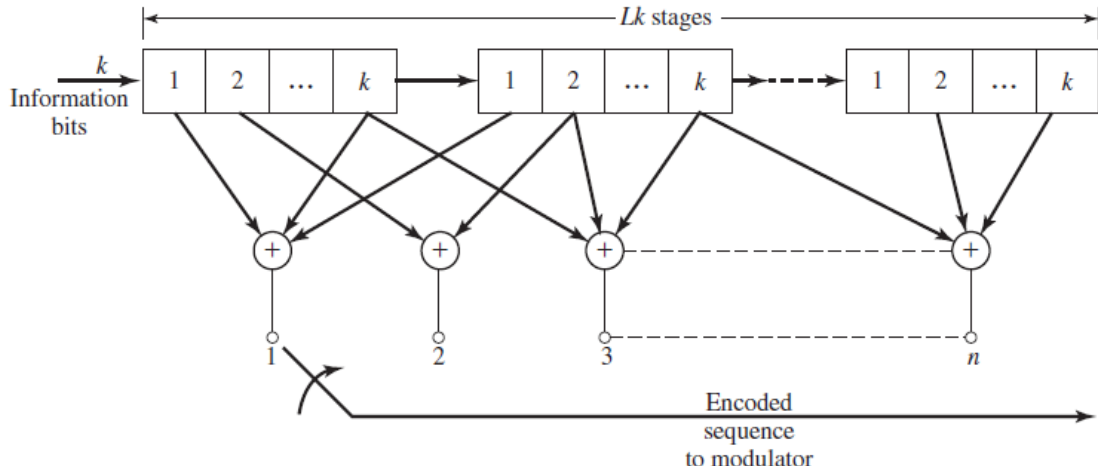 Lk stages
k
Information
bits
1 2 ... k
1 2 ... k
1 2 ... k
+ + + +
1 2 3 n
Encoded
sequence
to modulator